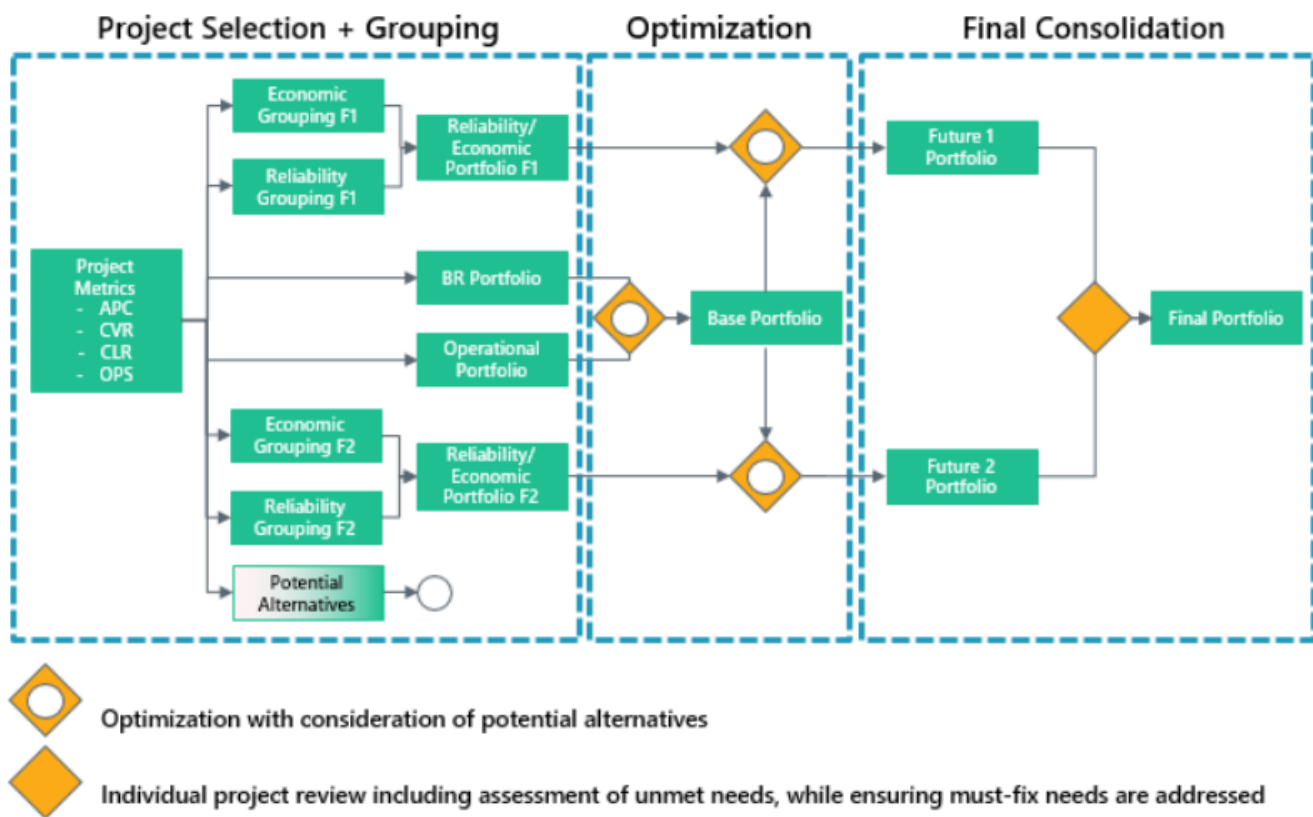 Project Selection + Grouping
Optimization
Final Consolidation
Economic
Grouping F1
Reliability
Grouping F1
Reliability/
Economic
Portfolio F1
Project
Metrics
- APC
- CVR
- CLR
- OPS
BR Portfolio
Operational
Portfolio
Economic
Grouping F2
Reliability
Grouping F2
Reliability/
Economic
Portfolio F2
Potential
Alternatives
Base Portfolio
Future 1
Portfolio
Future 2
Portfolio
Final Portfolio
Optimization with consideration of potential alternatives
Individual project review including assessment of unmet needs, while ensuring must-fix needs are addressed